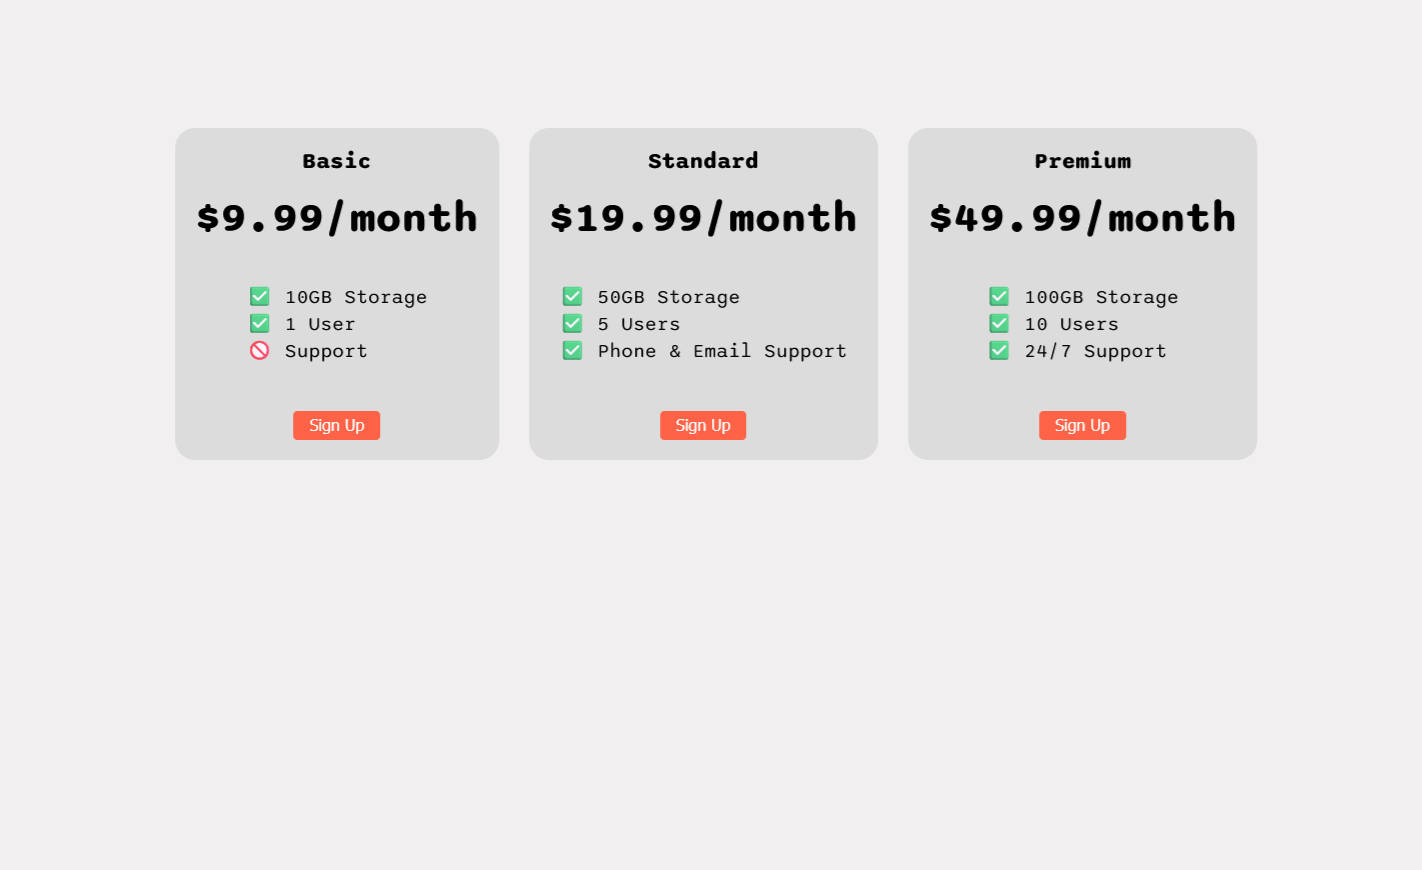 Basic
$9.99/month
10GB Storage
1 User
Support
Sign Up
Standard
$19.99/month
50GB Storage
5 Users
Phone & Email Support
Sign Up
Premium
$49.99/month
100GB Storage
10 Users
24/7 Support
Sign Up